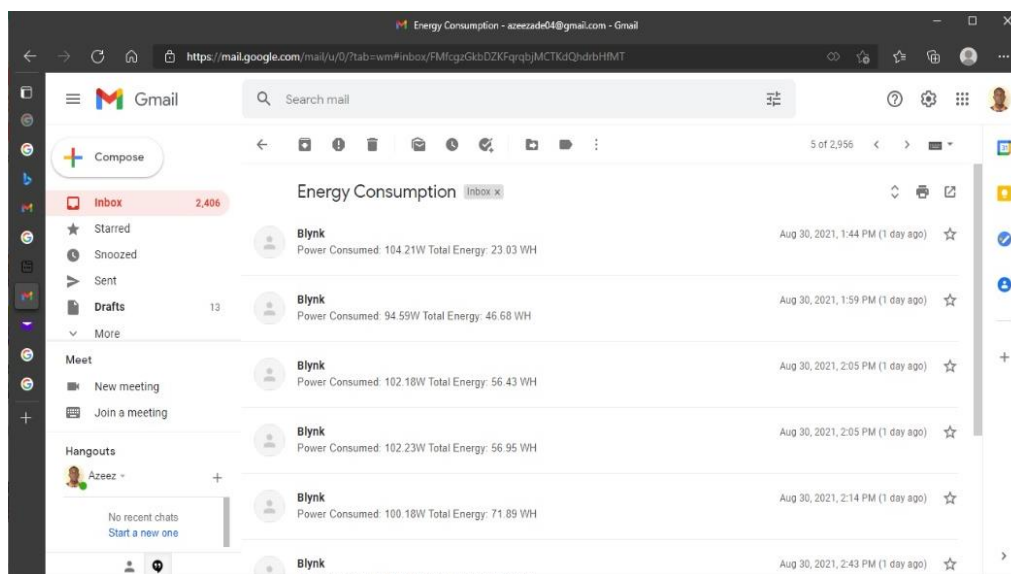 Energy Consumption - azeezade04@gmail.com - Gmail
https://mail.google.com/mail/u/0/?tab=wm#inbox/FMfcgzGkbDZKFqrqbjMCTKdQhdrbHfMT
Gmail
Search mail
Compose
5 of 2,956
Energy Consumption Inbox x
Inbox 2,406
Starred
Snoozed
Sent
Drafts 13
More
Meet
New meeting
Join a meeting
Hangouts
Azeez
No recent chats
Start a new one
Blynk Aug 30, 2021, 1:44 PM (1 day ago)
Power Consumed: 104.21W Total Energy: 23.03 WH
Blynk Aug 30, 2021, 1:59 PM (1 day ago)
Power Consumed: 94.59W Total Energy: 46.68 WH
Blynk Aug 30, 2021, 2:05 PM (1 day ago)
Power Consumed: 102.18W Total Energy: 56.43 WH
Blynk Aug 30, 2021, 2:05 PM (1 day ago)
Power Consumed: 102.23W Total Energy: 56.95 WH
Blynk Aug 30, 2021, 2:14 PM (1 day ago)
Power Consumed: 100.18W Total Energy: 71.89 WH
Blynk Aug 30, 2021, 2:43 PM (1 day ago)